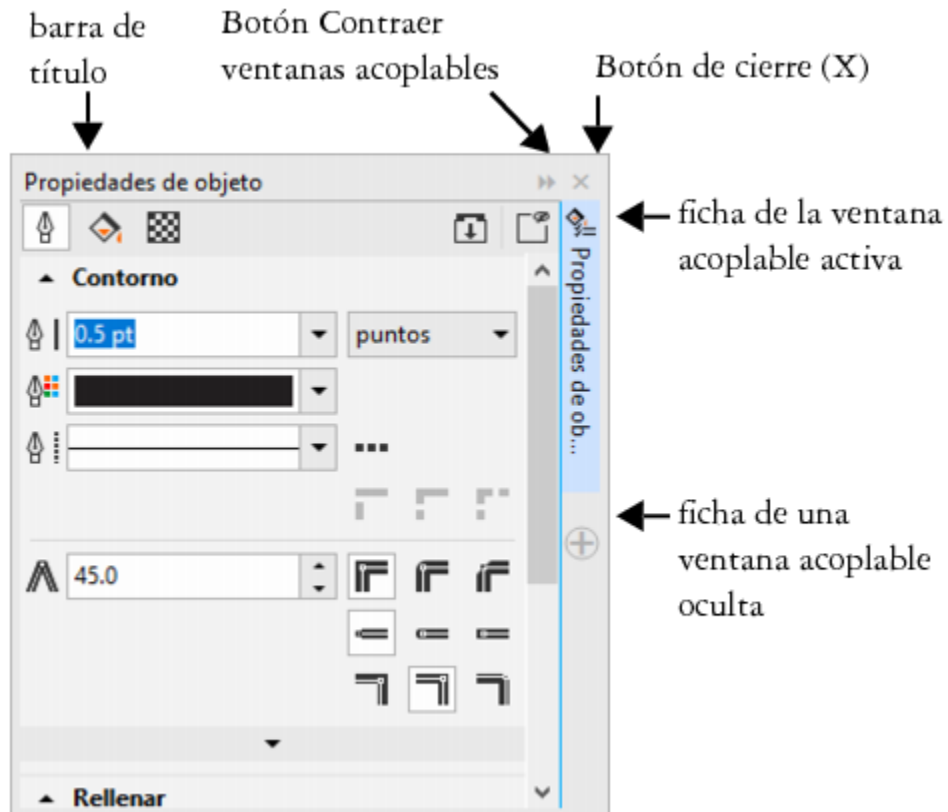 barra de
título
Botón Contraer
ventanas acoplables
Botón de cierre (X)
Propiedades de objeto
ficha de la ventana
acoplable activa
Propiedades de ob...
Contorno
0.5 pt
puntos
ficha de una
ventana acoplable
oculta
45.0
Rellenar